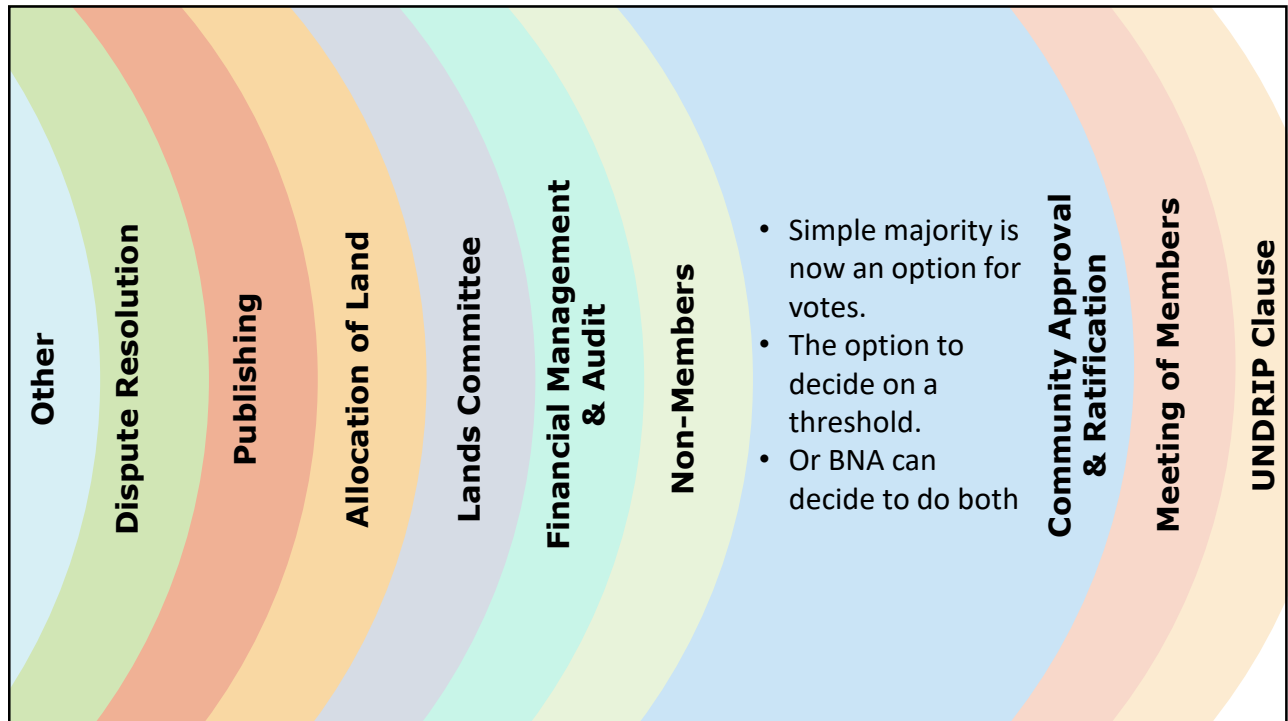 Other
Dispute Resolution
Publishing
Allocation of Land
Lands Committee
Financial Management
& Audit
Non-Members
• Simple majority is
now an option for
votes.
• The option to
decide on a
threshold.
• Or BNA can
decide to do both
Community Approval
& Ratification
Meeting of Members
UNDRIP Clause